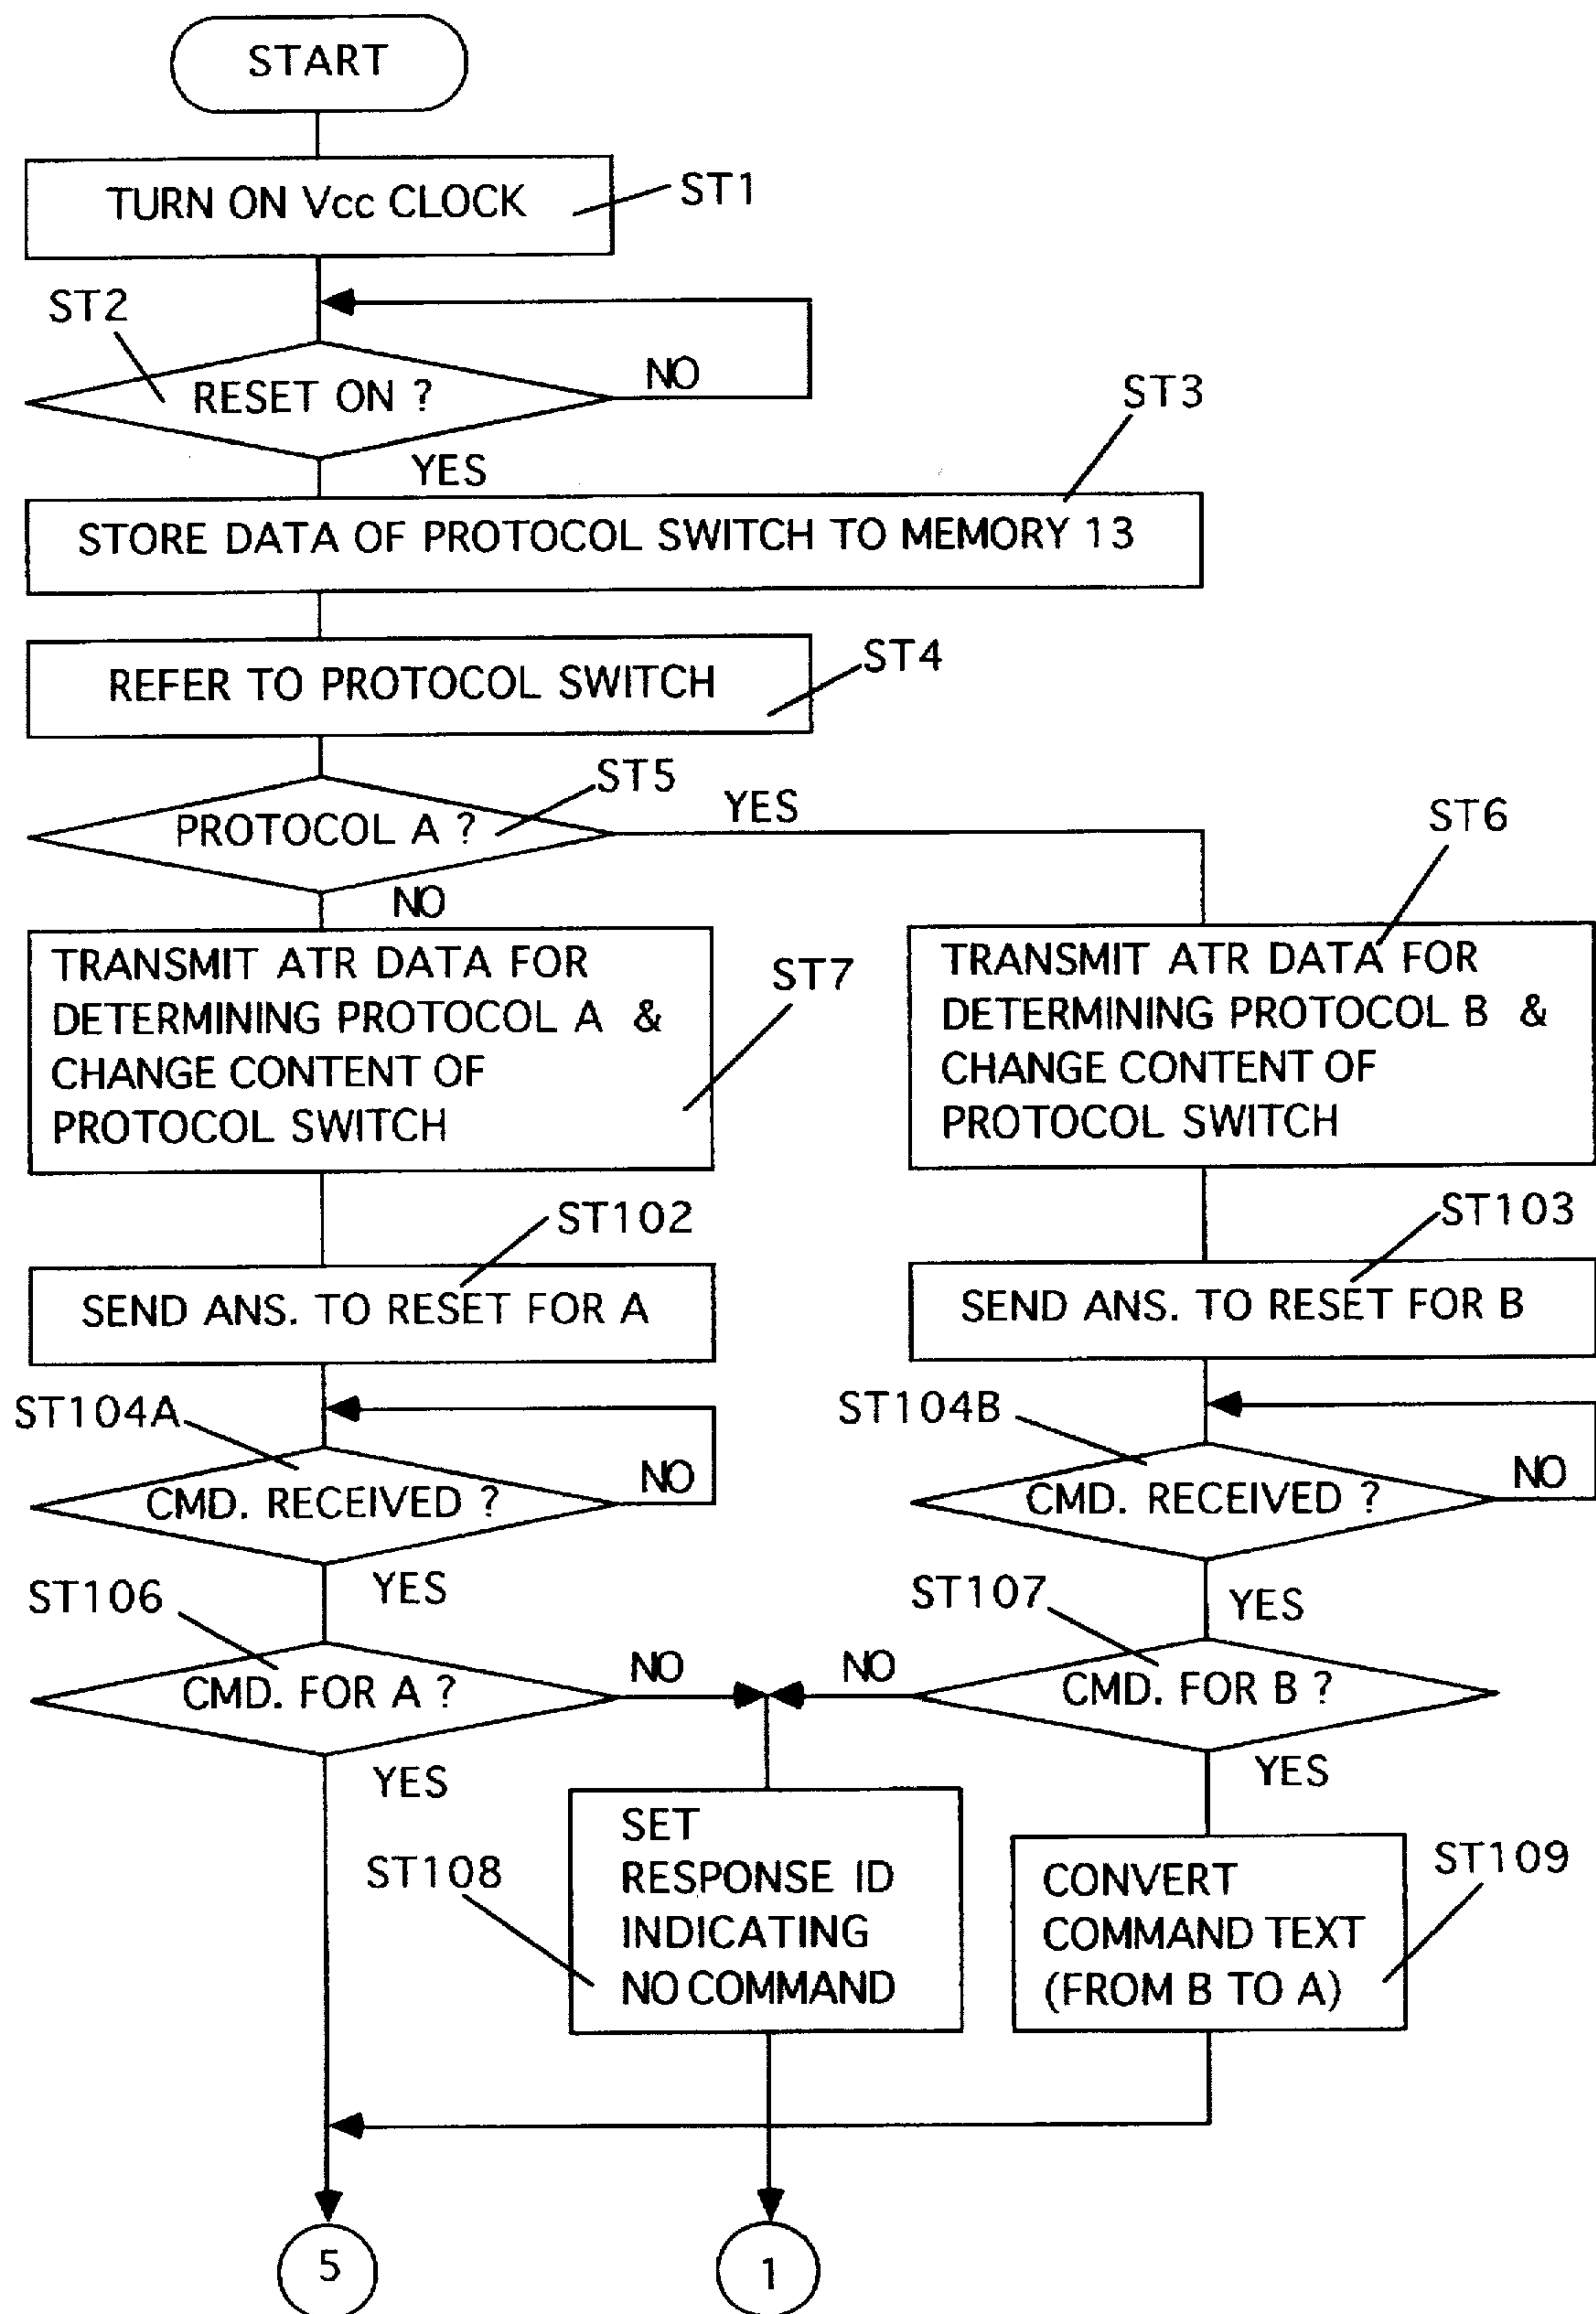 START
TURN ON Vcc CLOCK
ST1
ST2
RESET ON ?
NO
YES
ST3
STORE DATA OF PROTOCOL SWITCH TO MEMORY 13
REFER TO PROTOCOL SWITCH
ST4
PROTOCOL A ?
ST5
YES
NO
ST6
TRANSMIT ATR DATA FOR
DETERMINING PROTOCOL A &
CHANGE CONTENT OF
PROTOCOL SWITCH
ST7
TRANSMIT ATR DATA FOR
DETERMINING PROTOCOL B &
CHANGE CONTENT OF
PROTOCOL SWITCH
ST102
SEND ANS. TO RESET FOR A
ST103
SEND ANS. TO RESET FOR B
ST104A
CMD. RECEIVED ?
NO
YES
ST104B
CMD. RECEIVED ?
NO
YES
ST106
CMD. FOR A ?
NO
YES
ST107
NO
CMD. FOR B ?
YES
ST108
SET
RESPONSE ID
INDICATING
NO COMMAND
CONVERT
COMMAND TEXT
(FROM B TO A)
ST109
5
1